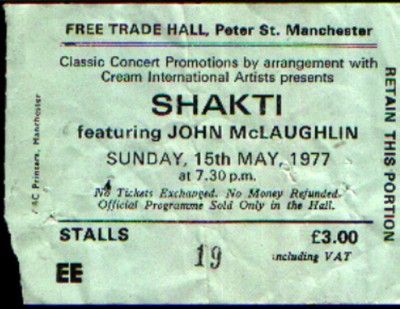 FREE TRADE HALL, Peter St. Manchester
Classic Concert Promotions by arrangement with
Cream International Artists presents
SHAKTI
featuring JOHN McLAUGHLIN
SUNDAY, 15th MAY, 1977
at 7.30 p.m.
No Tickets Exchanged. No Money Refunded.
Official Programme Sold Only in the Hall.
STALLS £3.00
including VAT
EE 19
RETAIN THIS PORTION
Printers, Manchester